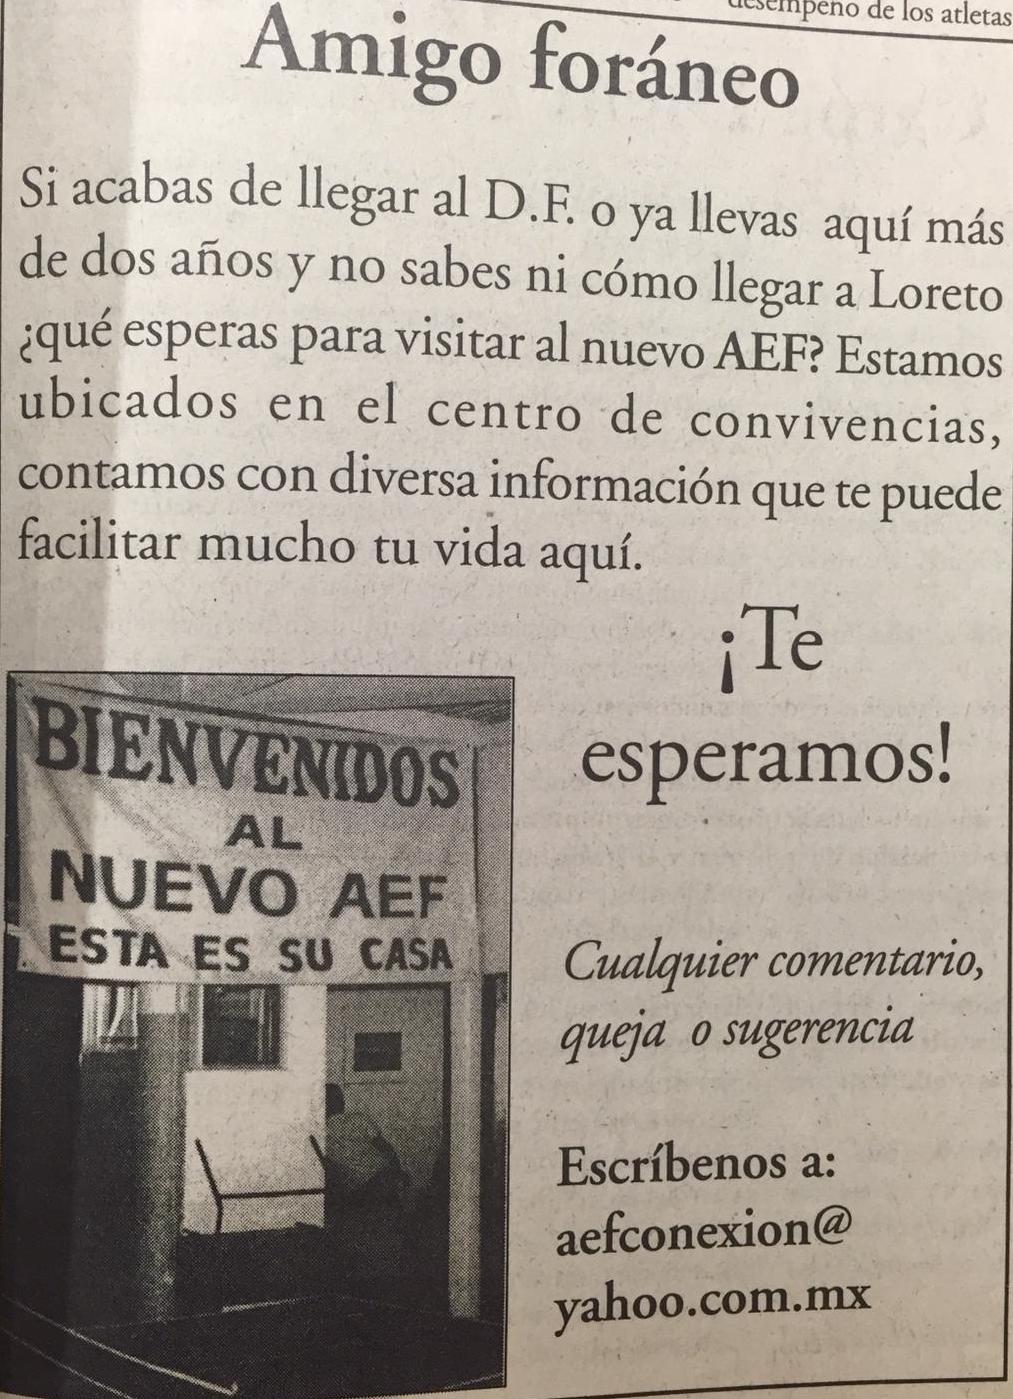 desempeño de los atletas
Amigo foráneo
Si acabas de llegar al D.F. o ya llevas aquí más
de dos años y no sabes ni cómo llegar a Loreto
¿qué esperas para visitar al nuevo AEF? Estamos
ubicados en el centro de convivencias,
contamos con diversa información que te puede
facilitar mucho tu vida aquí.
¡Te
esperamos!
BIENVENIDOS
AL
NUEVO AEF
ESTA ES SU CASA
Cualquier comentario,
queja o sugerencia
Escríbenos a:
aefconexion@
yahoo.com.mx